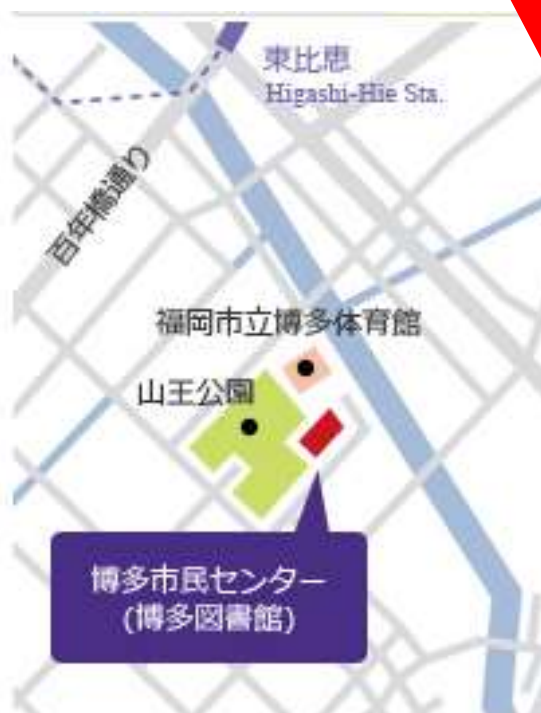 東比恵
Higashi-Hie Sta.
百年橋通り
福岡市立博多体育館
山王公園
博多市民センター
(博多図書館)